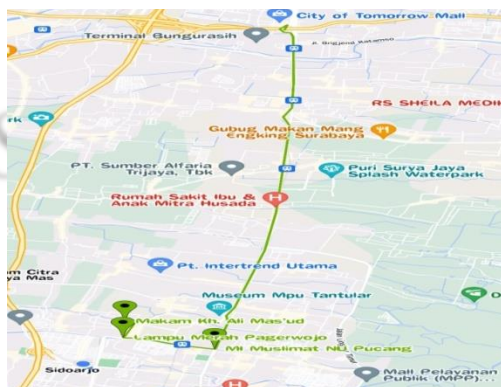 City of Tomorrow Mall
Terminal Bungurasih
RS SHEILA MEDIK
Gubug Makan Mang
Engking Surabaya
PT. Sumber Alfaria
Trijaya, Tbk
Puri Surya Jaya
Splash Waterpark
Rumah Sakit Ibu &
Anak Mitra Husada
Pt. Intertrend Utama
Museum Mpu Tantular
Makam Kh. Ali Mas'ud
Lampu Merah Pagerwojo
MI Muslimat NU Pucang
Sidoarjo
Mall Pelayanan
Publik (MPP)...